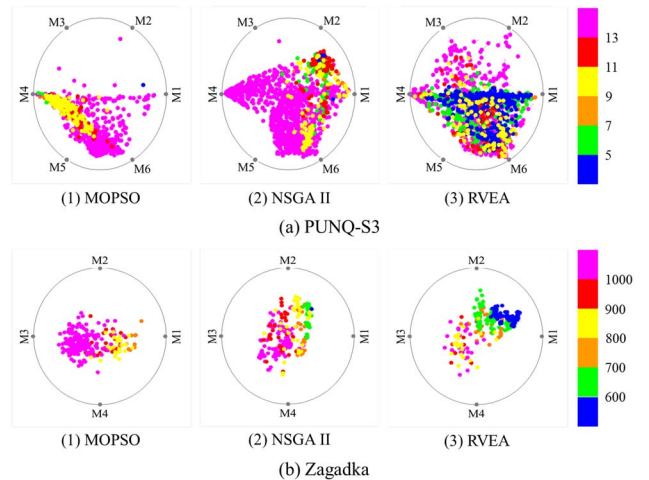 M3 M2 M4 M1 M5 M6
M3 M2 M4 M1 M5 M6
M3 M2 M4 M1 M5 M6
13
11
9
7
5
(1) MOPSO (2) NSGA II (3) RVEA
(a) PUNQ-S3
M2 M3 M1 M4
M2 M3 M1 M4
M2 M3 M1 M4
1000
900
800
700
600
(1) MOPSO (2) NSGA II (3) RVEA
(b) Zagadka